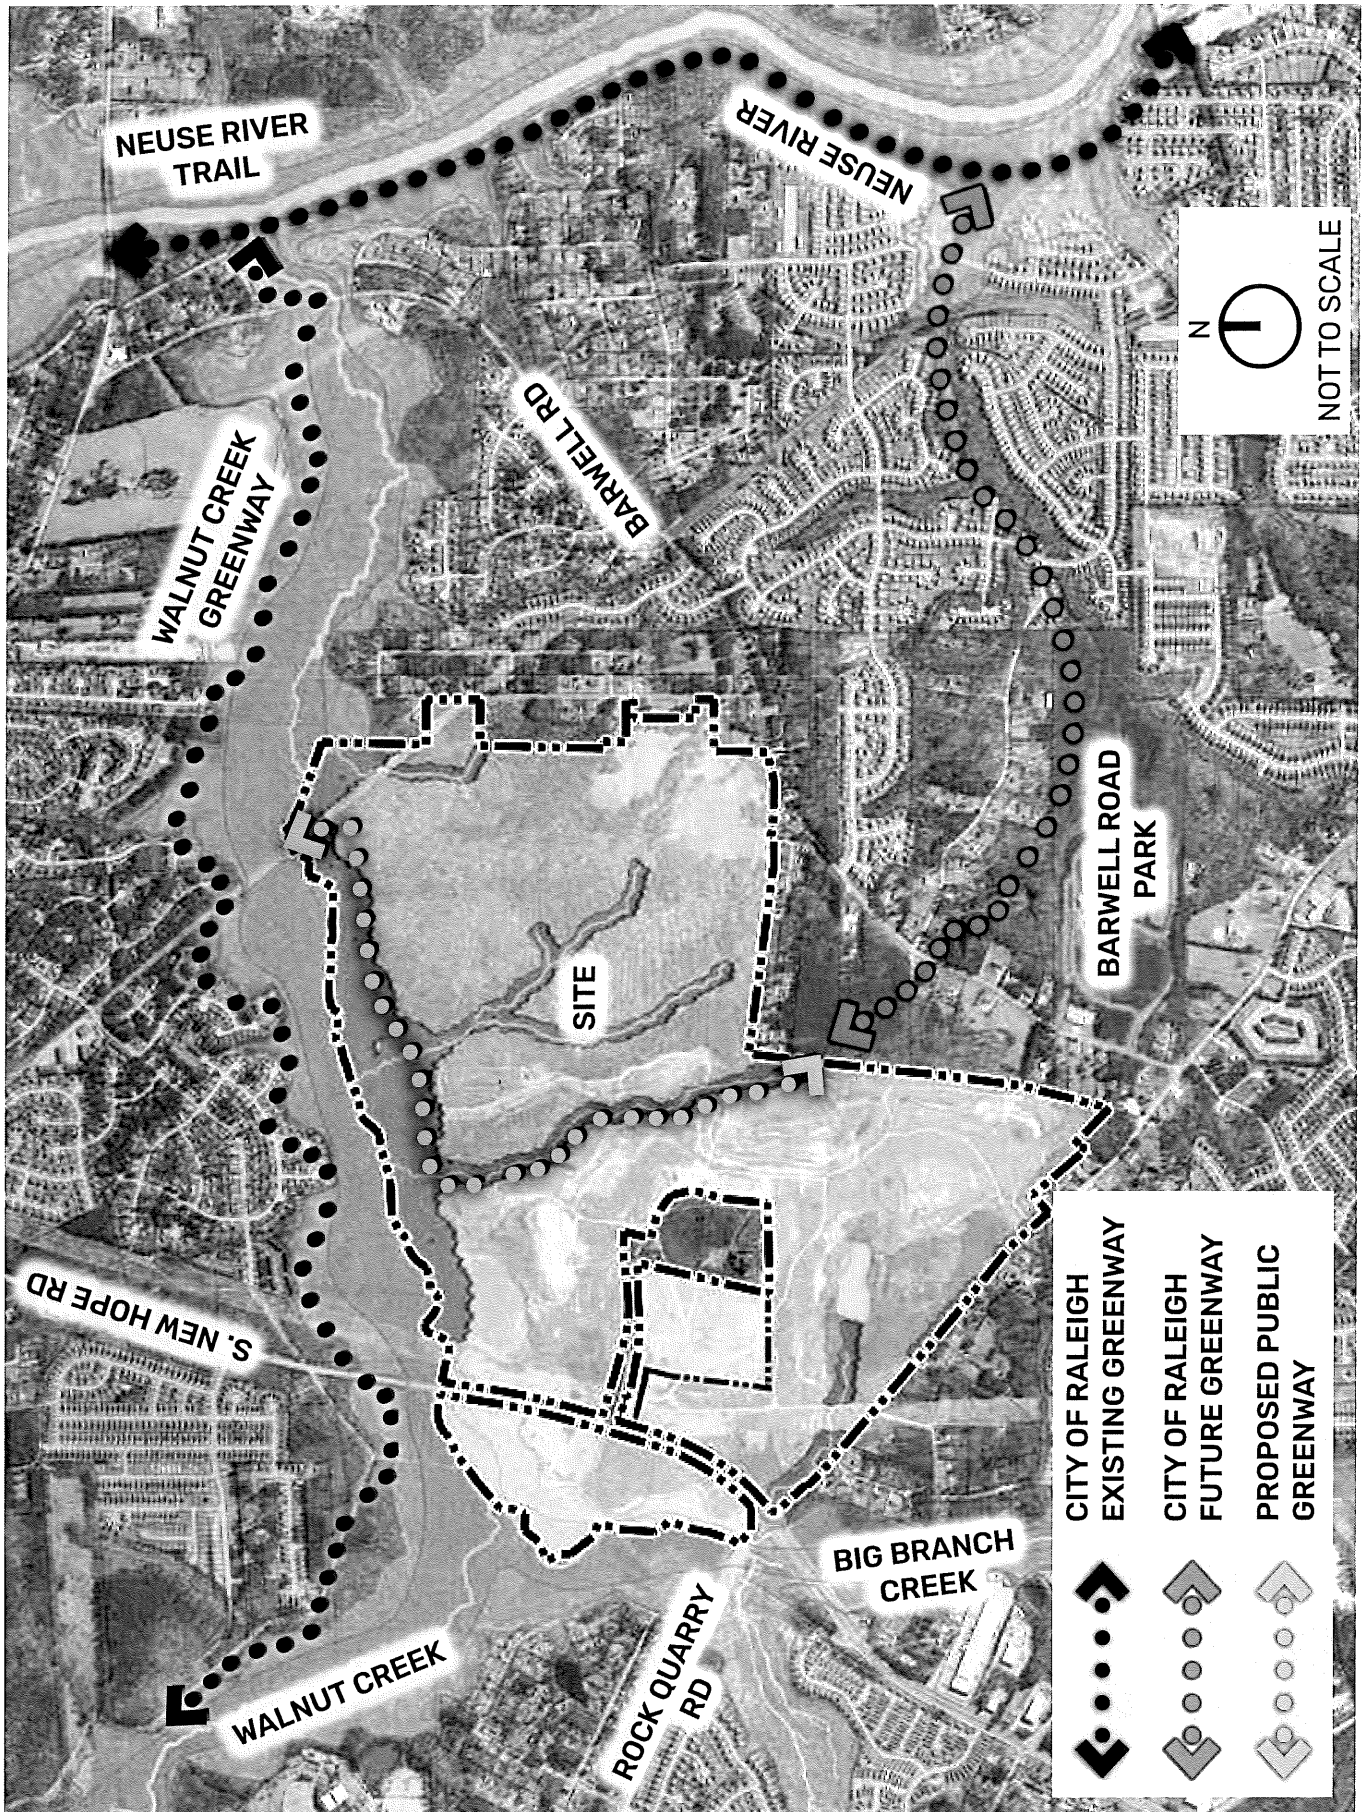 NEUSE RIVER
TRAIL
NEUSE RIVER
WALNUT CREEK
GREENWAY
BARWELL RD
S. NEW HOPE RD
SITE
BARWELL ROAD
PARK
WALNUT CREEK
ROCK QUARRY
RD
BIG BRANCH
CREEK
N
NOT TO SCALE
CITY OF RALEIGH
EXISTING GREENWAY
CITY OF RALEIGH
FUTURE GREENWAY
PROPOSED PUBLIC
GREENWAY